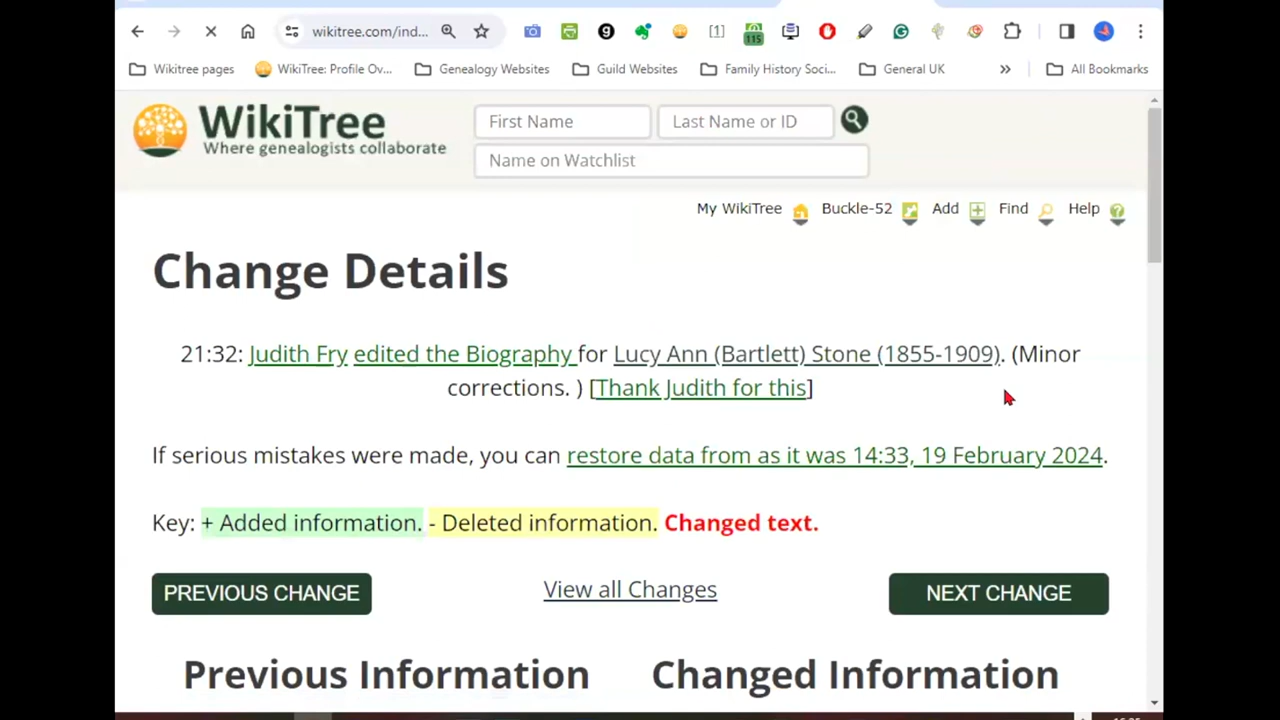 wikitree.com/ind...
[1]
115
Wikitree pages
WikiTree: Profile Ov...
Genealogy Websites
Guild Websites
Family History Soci...
General UK
»
All Bookmarks
WikiTree
Where genealogists collaborate
First Name
Last Name or ID
Name on Watchlist
My WikiTree
Buckle-52
Add
Find
Help
Change Details
21:32: Judith Fry edited the Biography for Lucy Ann (Bartlett) Stone (1855-1909). (Minor
corrections. ) [Thank Judith for this]
If serious mistakes were made, you can restore data from as it was 14:33, 19 February 2024.
Key: + Added information. - Deleted information. Changed text.
PREVIOUS CHANGE
View all Changes
NEXT CHANGE
Previous Information
Changed Information